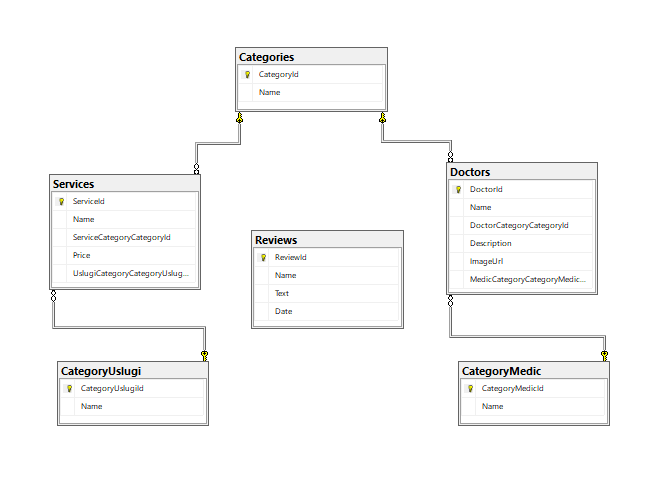 Categories
CategoryId
Name
Services
ServiceId
Name
ServiceCategoryCategoryId
Price
UslugiCategoryCategoryUslug...
Reviews
ReviewId
Name
Text
Date
Doctors
DoctorId
Name
DoctorCategoryCategoryId
Description
ImageUrl
MedicCategoryCategoryMedic...
CategoryUslugi
CategoryUslugiId
Name
CategoryMedic
CategoryMedicId
Name